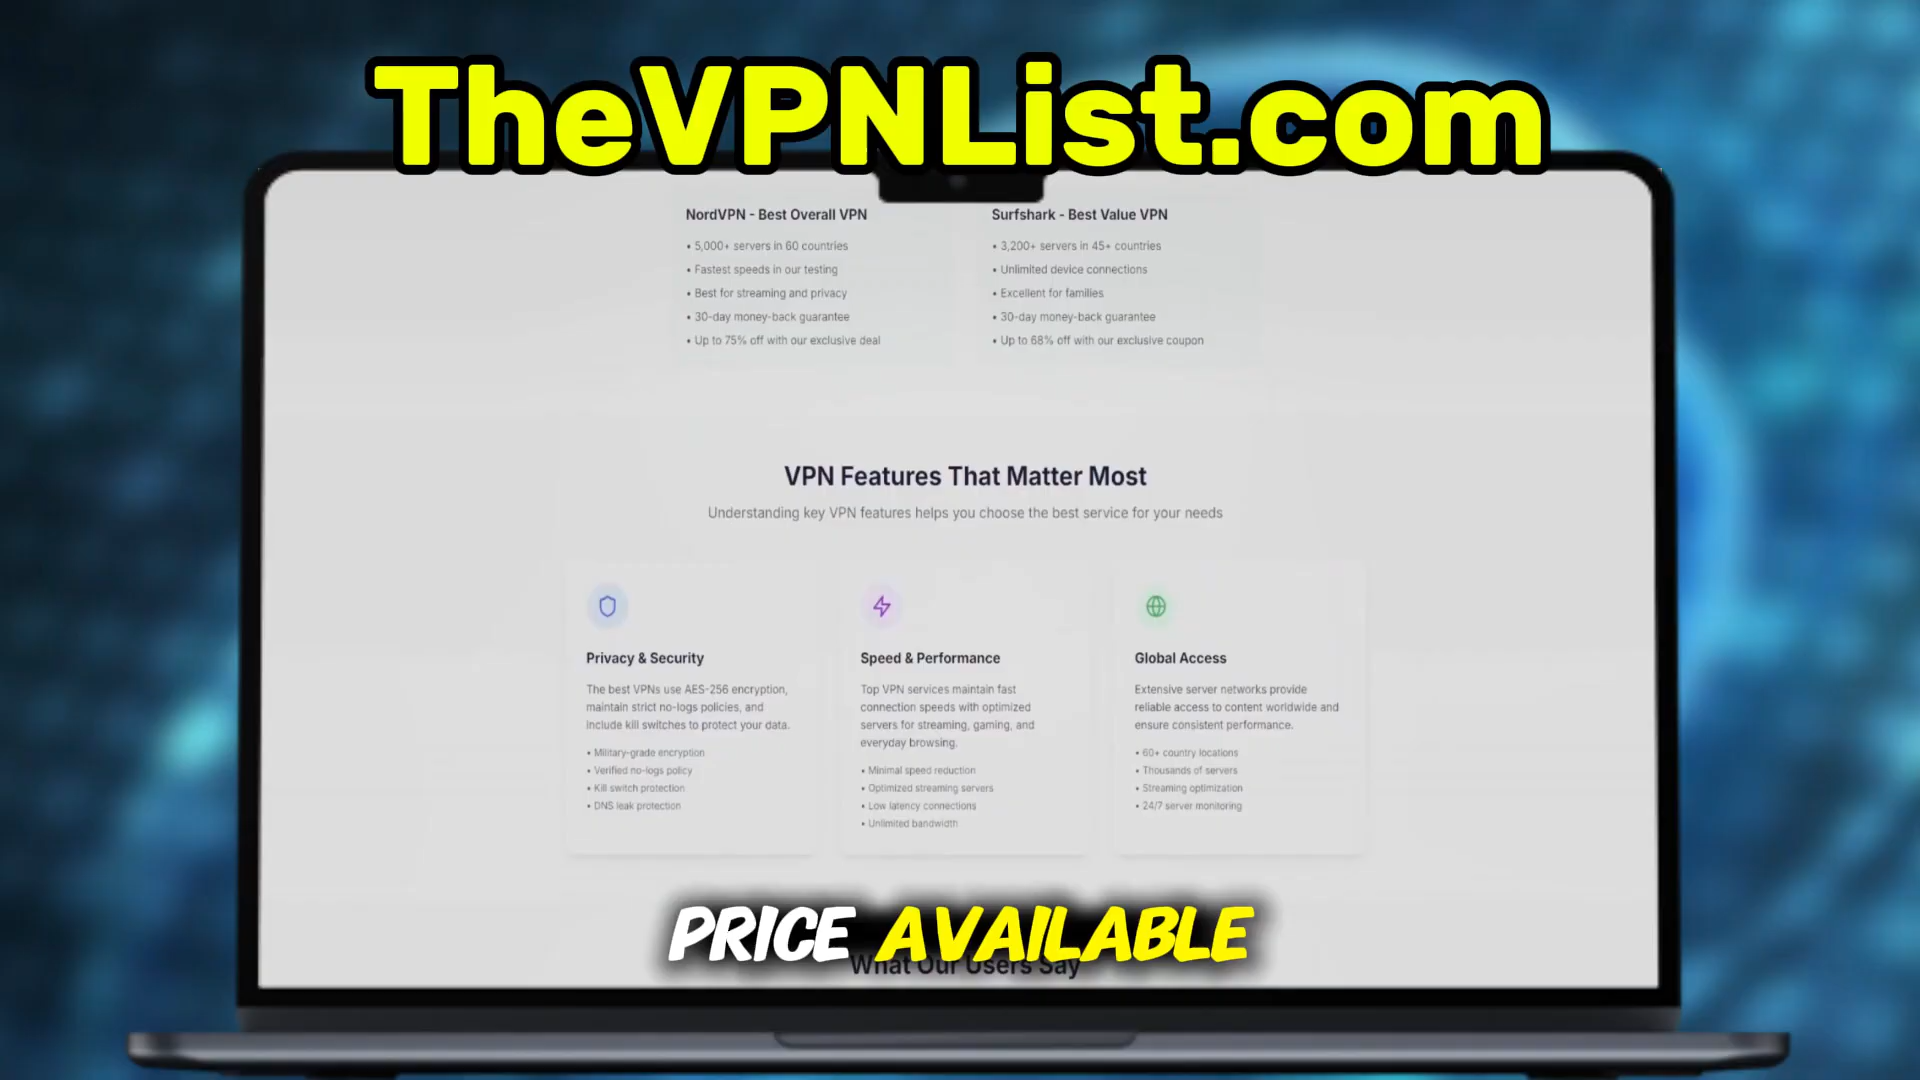 TheVPNList.com
NordVPN - Best Overall VPN
• 5,000+ servers in 60 countries
• Fastest speeds in our testing
• Best for streaming and privacy
• 30-day money-back guarantee
• Up to 75% off with our exclusive deal
Surfshark - Best Value VPN
• 3,200+ servers in 45+ countries
• Unlimited device connections
• Excellent for families
• 30-day money-back guarantee
• Up to 68% off with our exclusive coupon
VPN Features That Matter Most
Understanding key VPN features helps you choose the best service for your needs
Privacy & Security
The best VPNs use AES-256 encryption,
maintain strict no-logs policies, and
include kill switches to protect your data.
• Military-grade encryption
• Verified no-logs policy
• Kill switch protection
• DNS leak protection
Speed & Performance
Top VPN services maintain fast
connection speeds with optimized
servers for streaming, gaming, and
everyday browsing.
• Minimal speed reduction
• Optimized streaming servers
• Low latency connections
• Unlimited bandwidth
Global Access
Extensive server networks provide
reliable access to content worldwide and
ensure consistent performance.
• 60+ country locations
• Thousands of servers
• Streaming optimization
• 24/7 server monitoring
PRICE AVAILABLE
What Our Users Say